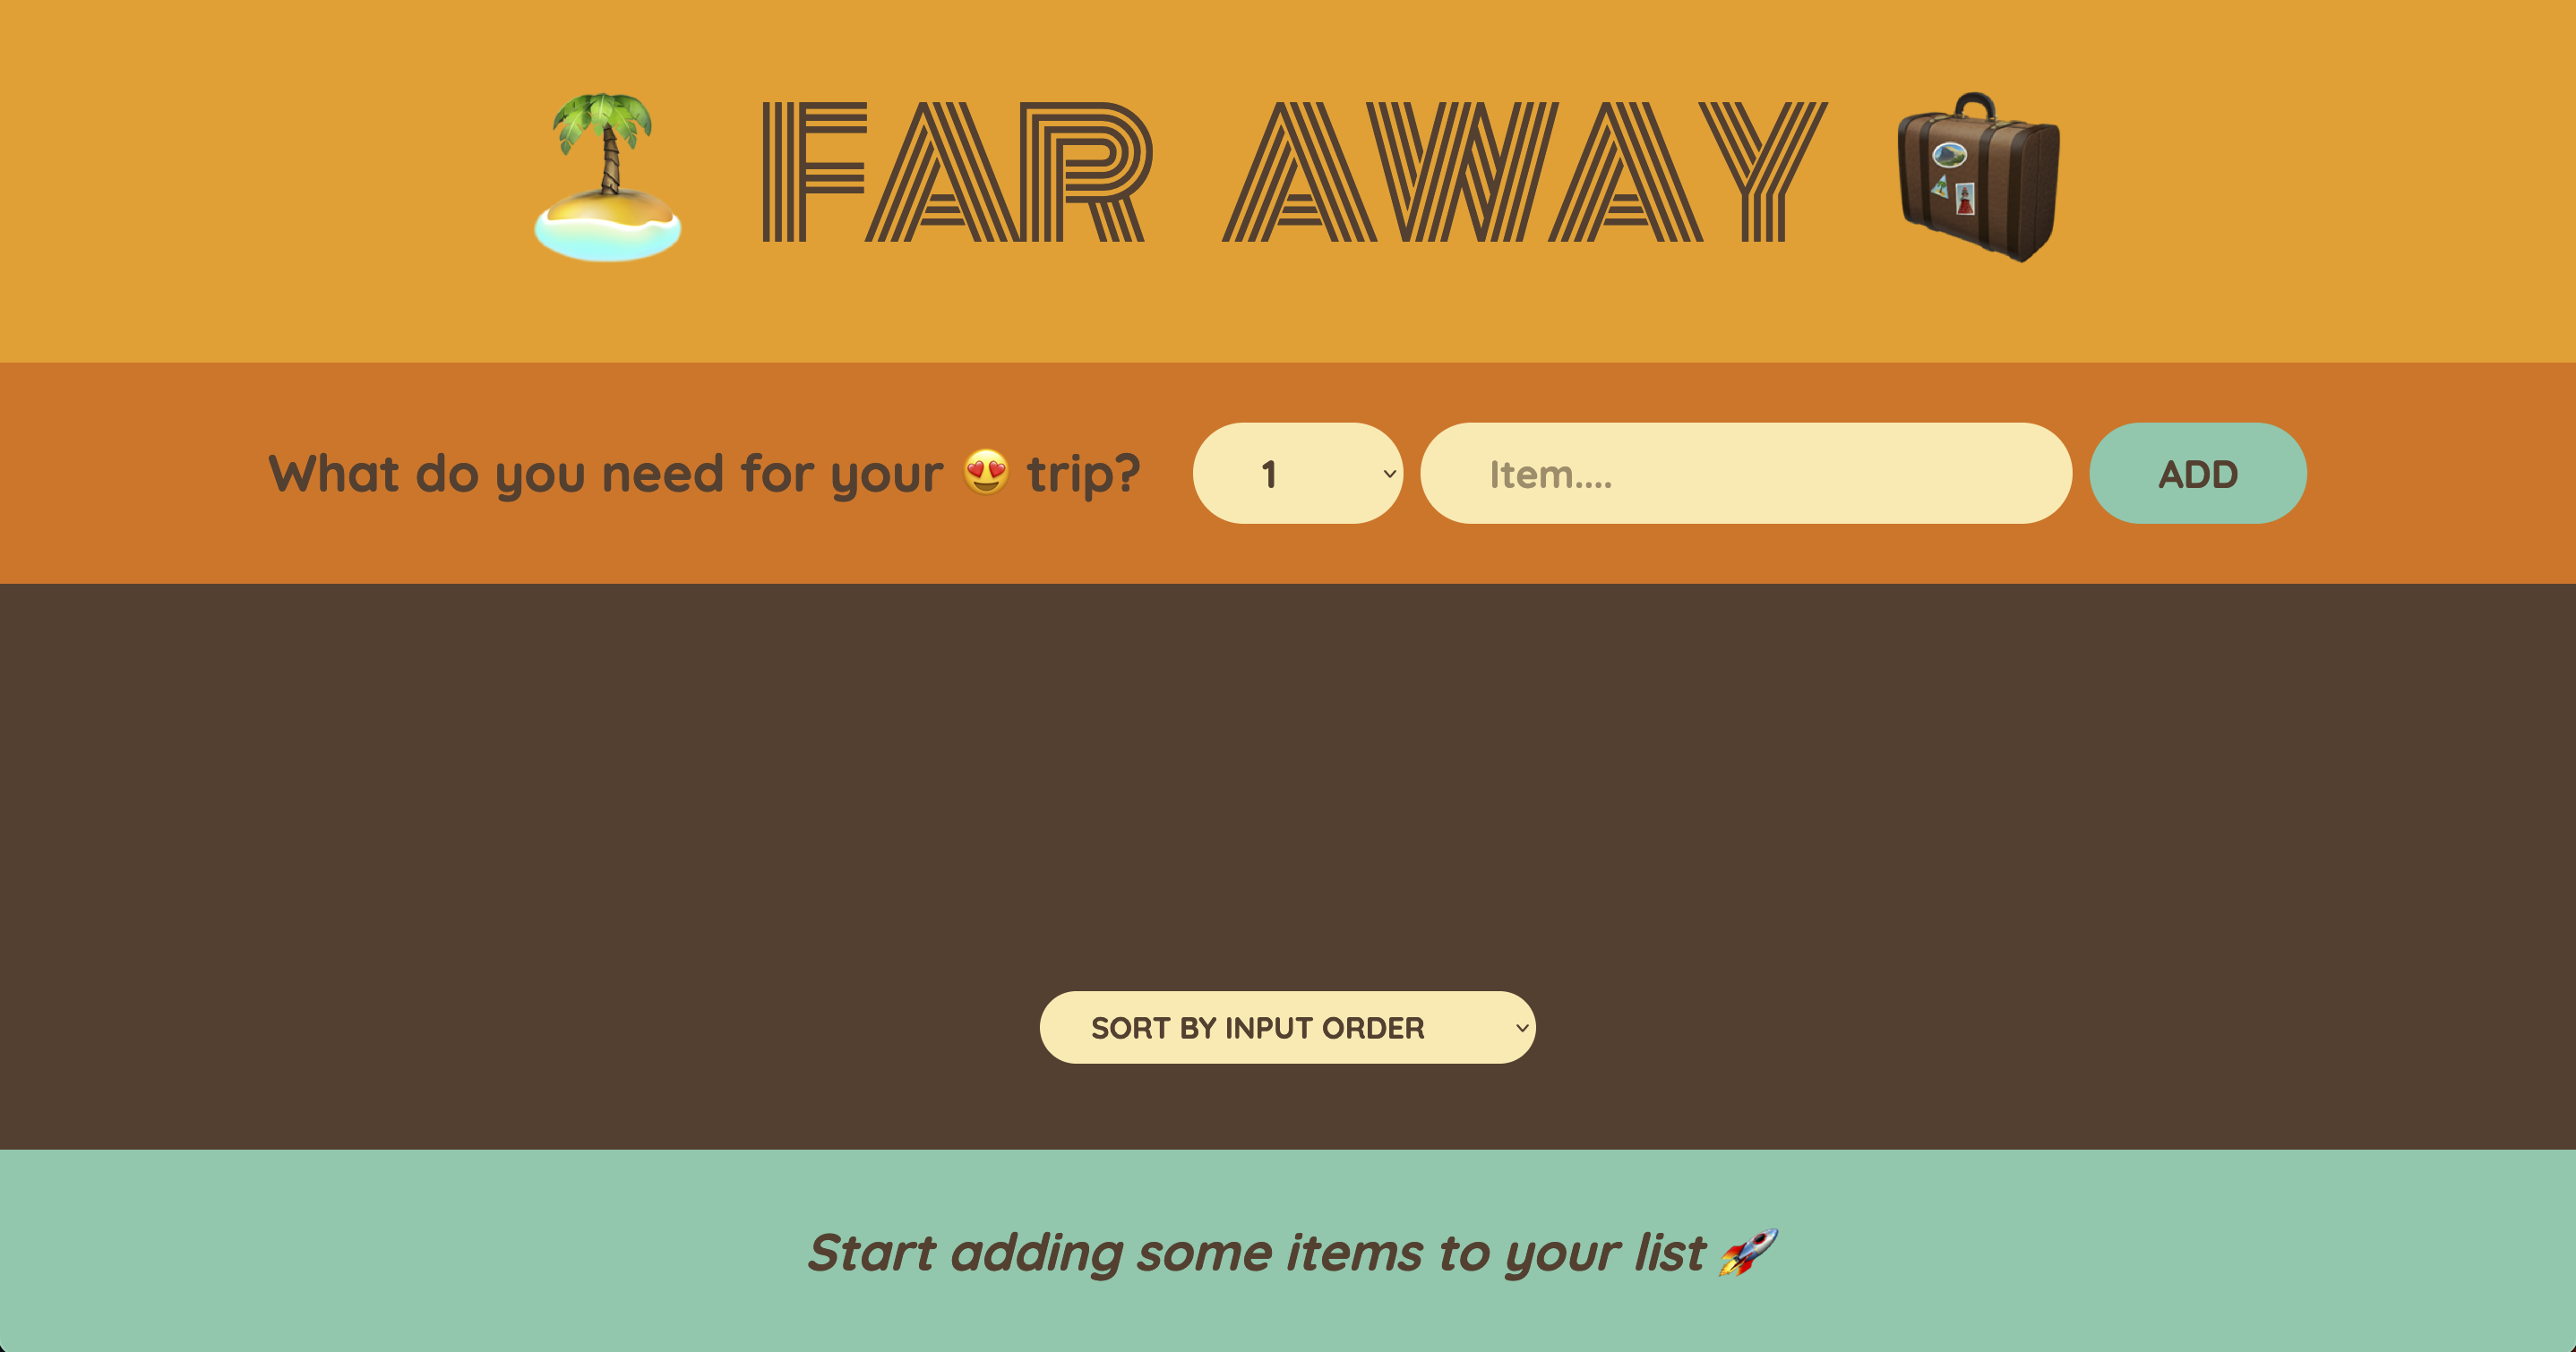 🏝️ FAR AWAY 🧳
What do you need for your 😍 trip?
1
Item....
ADD
SORT BY INPUT ORDER
Start adding some items to your list 🚀